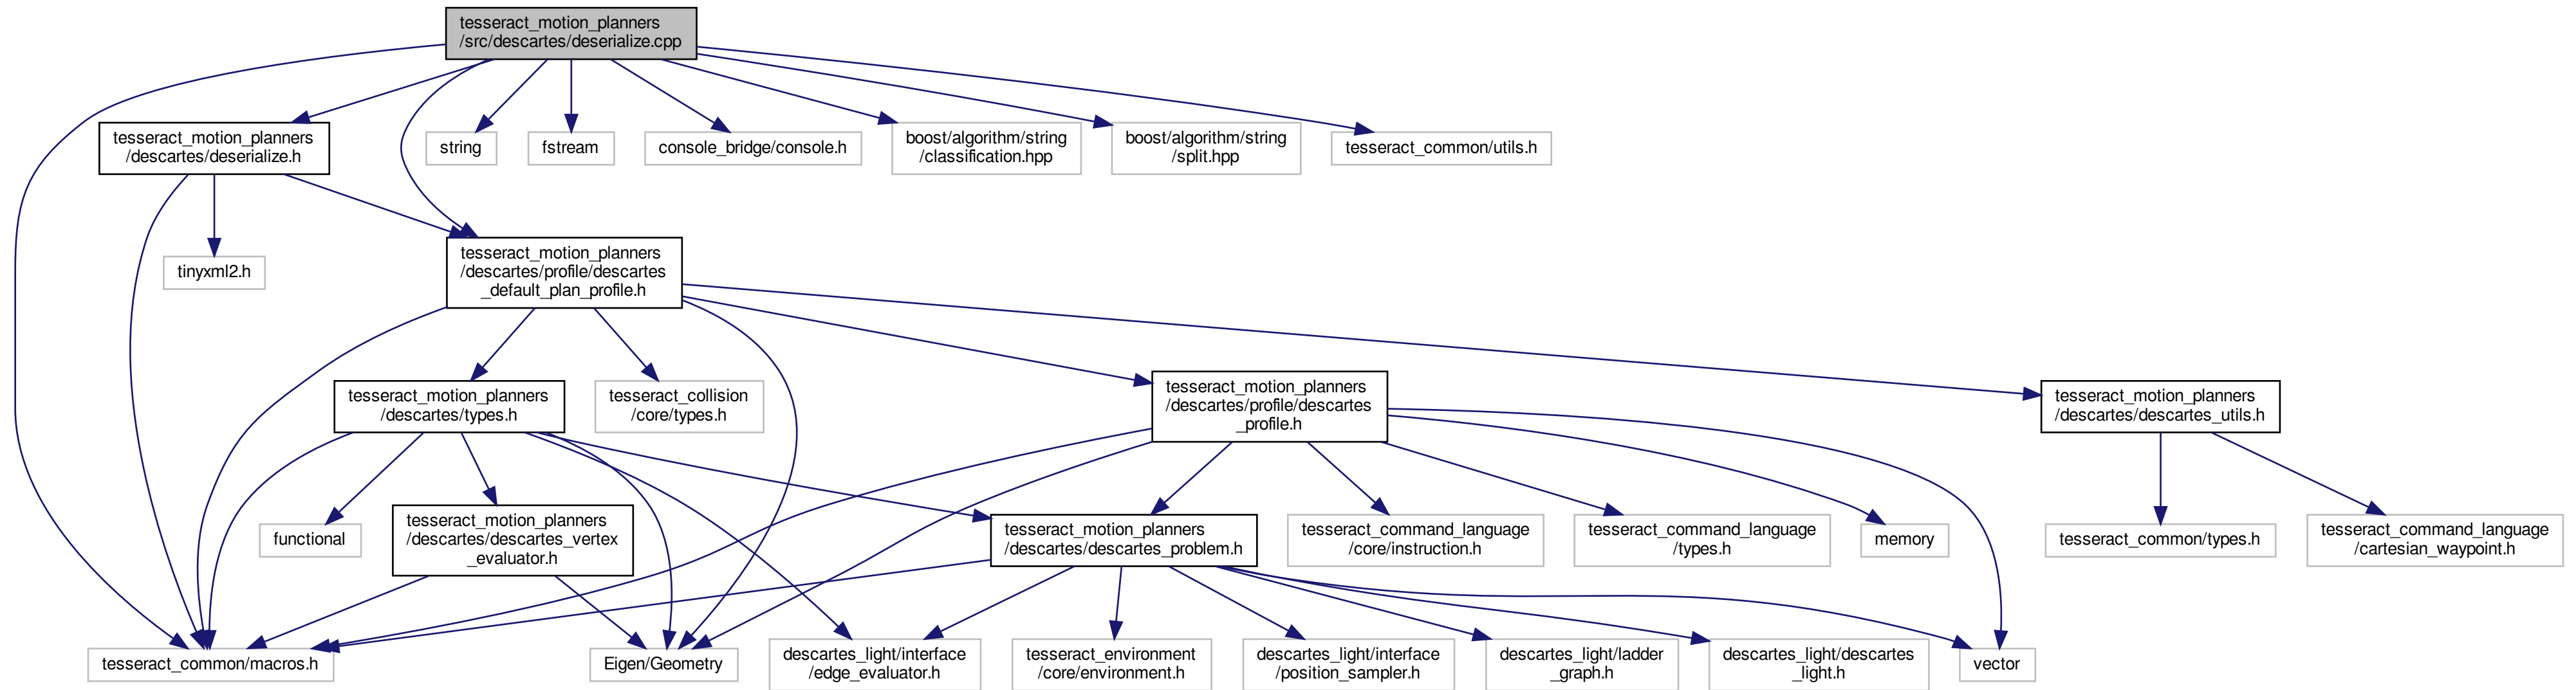 tesseract_motion_planners
/src/descartes/deserialize.cpp
tesseract_motion_planners
/descartes/deserialize.h
string
fstream
console_bridge/console.h
boost/algorithm/string
/classification.hpp
boost/algorithm/string
/split.hpp
tesseract_common/utils.h
tinyxml2.h
tesseract_motion_planners
/descartes/profile/descartes
_default_plan_profile.h
tesseract_motion_planners
/descartes/types.h
tesseract_collision
/core/types.h
tesseract_motion_planners
/descartes/profile/descartes
_profile.h
tesseract_motion_planners
/descartes/descartes_utils.h
functional
tesseract_motion_planners
/descartes/descartes_vertex
_evaluator.h
tesseract_motion_planners
/descartes/descartes_problem.h
tesseract_command_language
/core/instruction.h
tesseract_command_language
/types.h
memory
tesseract_common/types.h
tesseract_command_language
/cartesian_waypoint.h
tesseract_common/macros.h
Eigen/Geometry
descartes_light/interface
/edge_evaluator.h
tesseract_environment
/core/environment.h
descartes_light/interface
/position_sampler.h
descartes_light/ladder
_graph.h
descartes_light/descartes
_light.h
vector